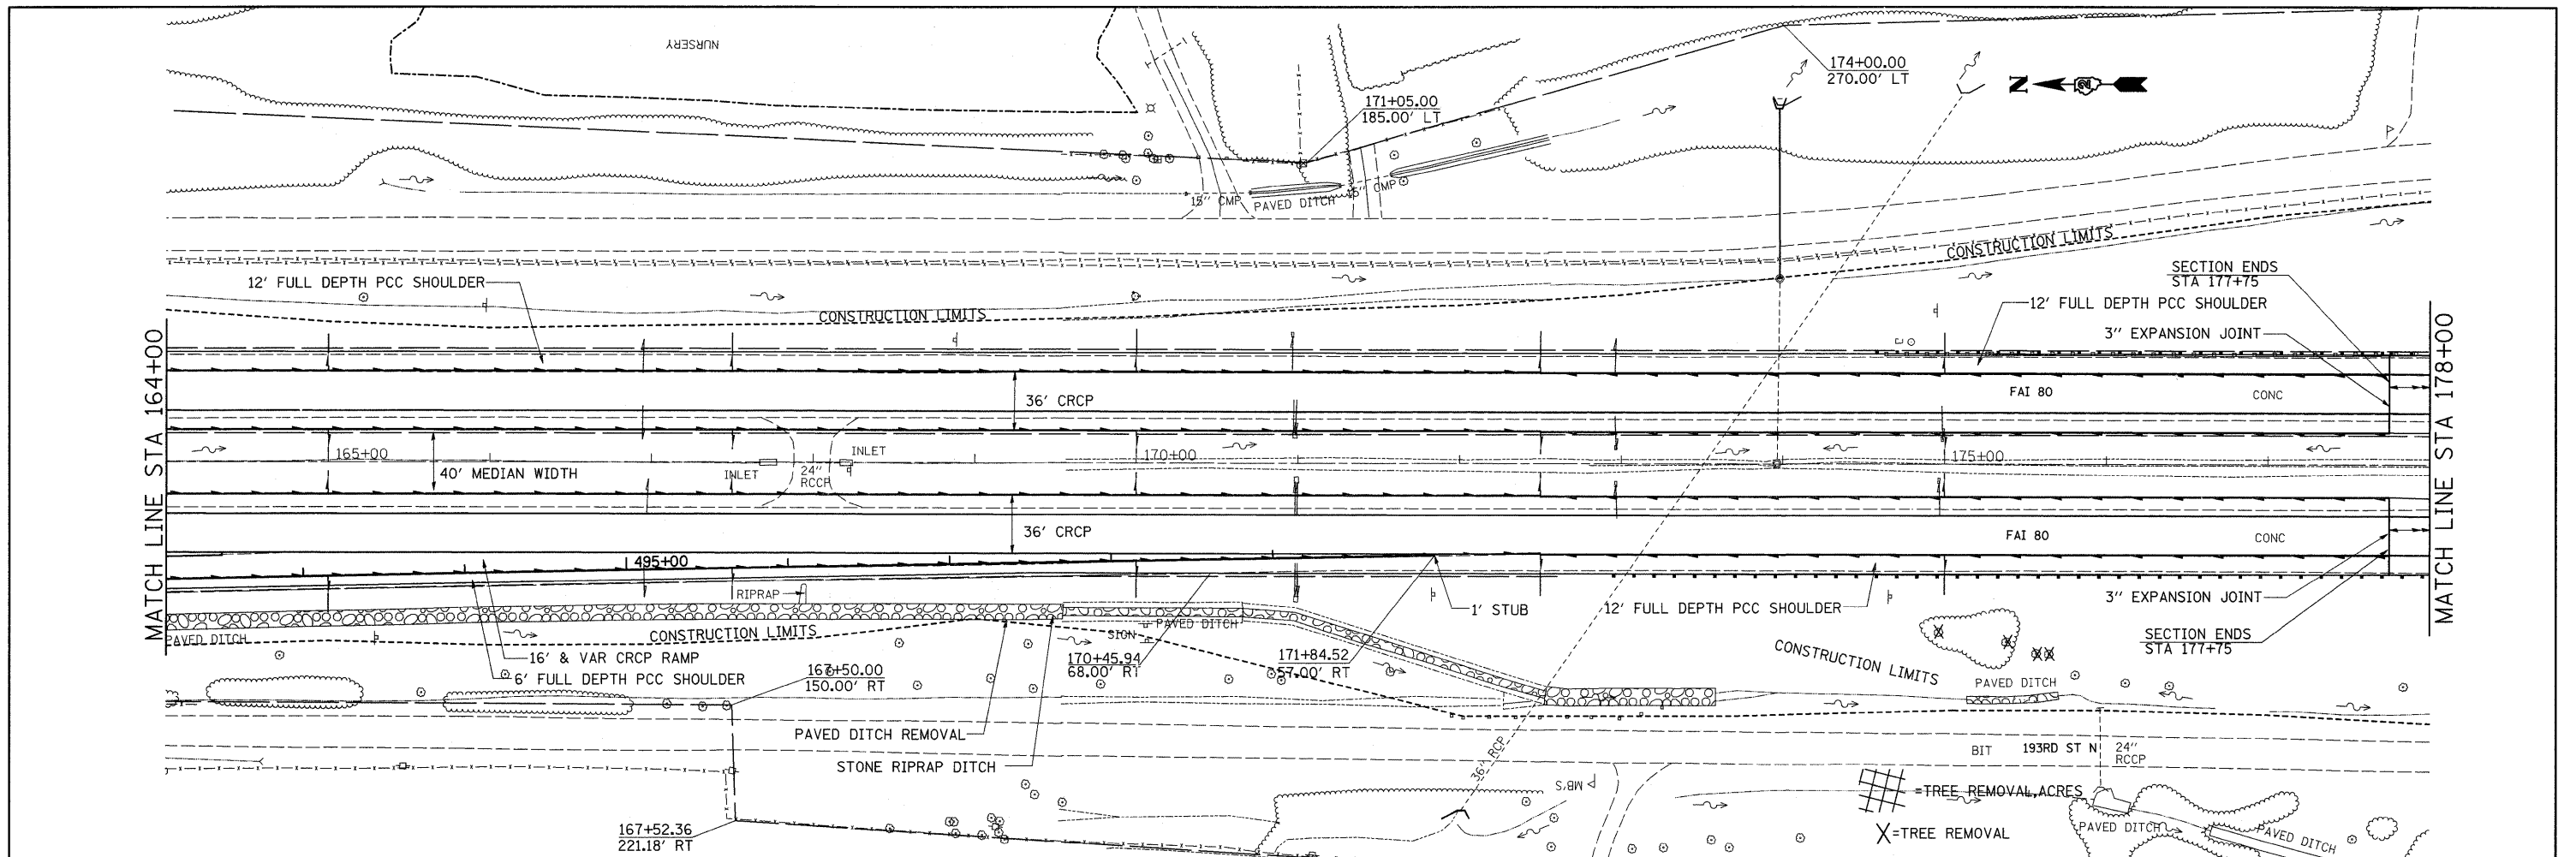 NURSERY
174+00.00
270.00' LT
N
171+05.00
185.00' LT
15" CMP
PAVED DITCH
15" CMP
CONSTRUCTION LIMITS
12' FULL DEPTH PCC SHOULDER
SECTION ENDS
STA 177+75
12' FULL DEPTH PCC SHOULDER
CONSTRUCTION LIMITS
3" EXPANSION JOINT
MATCH LINE STA 164+00
MATCH LINE STA 178+00
36' CRCP
FAI 80
CONC
165+00
INLET
170+00
175+00
40' MEDIAN WIDTH
INLET
24"
RCCP
36' CRCP
FAI 80
CONC
495+00
RIPRAP
1' STUB
12' FULL DEPTH PCC SHOULDER
3" EXPANSION JOINT
PAVED DITCH
CONSTRUCTION LIMITS
SIGN
PAVED DITCH
SECTION ENDS
STA 177+75
16' & VAR CRCP RAMP
6' FULL DEPTH PCC SHOULDER
167+50.00
150.00' RT
170+45.94
68.00' RT
171+84.52
57.00' RT
CONSTRUCTION LIMITS
PAVED DITCH
PAVED DITCH REMOVAL
STONE RIPRAP DITCH
36" RCP
BIT
193RD ST N
24"
RCCP
P MB'S
=TREE REMOVAL,ACRES
X=TREE REMOVAL
167+52.36
221.18' RT
PAVED DITCH
PAVED DITCH